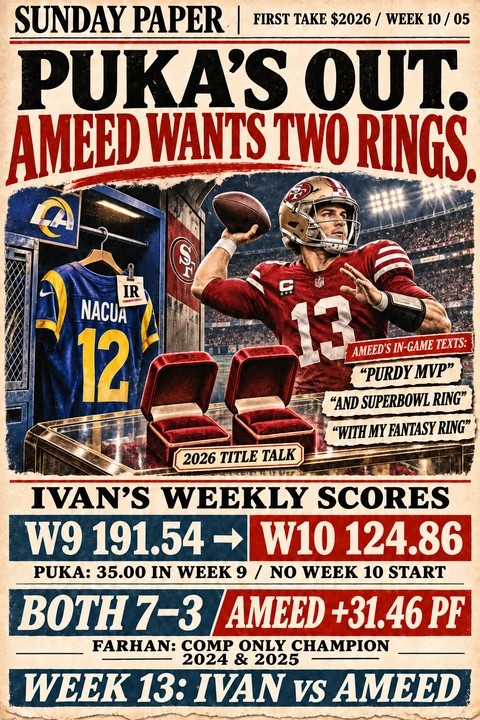 SUNDAY PAPER
FIRST TAKE $2026 / WEEK 10 / 05
PUKA'S OUT.
AMEED WANTS TWO RINGS.
LA
IR
NACUA
12
SF
C
13
AMEED'S IN-GAME TEXTS:
"PURDY MVP"
"AND SUPERBOWL RING"
"WITH MY FANTASY RING"
2026 TITLE TALK
IVAN'S WEEKLY SCORES
W9 191.54 → W10 124.86
PUKA: 35.00 IN WEEK 9 / NO WEEK 10 START
BOTH 7–3 / AMEED +31.46 PF
FARHAN: COMP ONLY CHAMPION
2024 & 2025
WEEK 13: IVAN vs AMEED